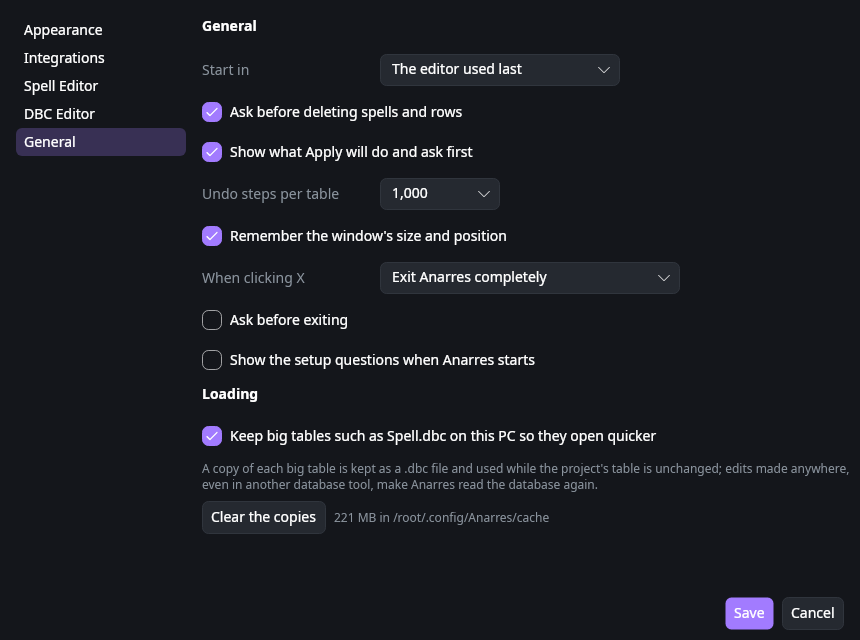 Appearance
Integrations
Spell Editor
DBC Editor
General
General
Start in
The editor used last
Ask before deleting spells and rows
Show what Apply will do and ask first
Undo steps per table
1,000
Remember the window's size and position
When clicking X
Exit Anarres completely
Ask before exiting
Show the setup questions when Anarres starts
Loading
Keep big tables such as Spell.dbc on this PC so they open quicker
A copy of each big table is kept as a .dbc file and used while the project's table is unchanged; edits made anywhere,
even in another database tool, make Anarres read the database again.
Clear the copies
221 MB in /root/.config/Anarres/cache
Save
Cancel